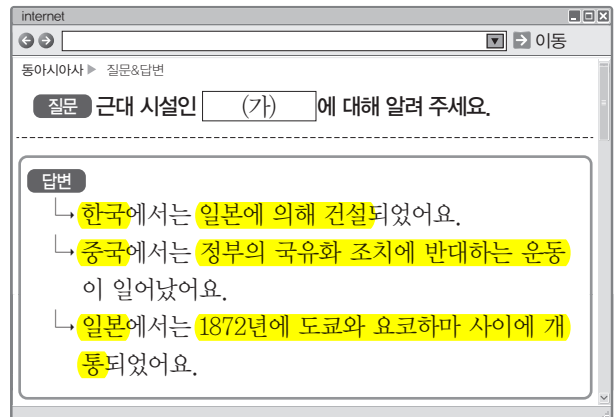 internet
이동
동아시아사▶ 질문&답변
질문 근대 시설인 (가) 에 대해 알려 주세요.
답변
↳ 한국에서는 일본에 의해 건설되었어요.
↳ 중국에서는 정부의 국유화 조치에 반대하는 운동
이 일어났어요.
↳ 일본에서는 1872년에 도쿄와 요코하마 사이에 개
통되었어요.